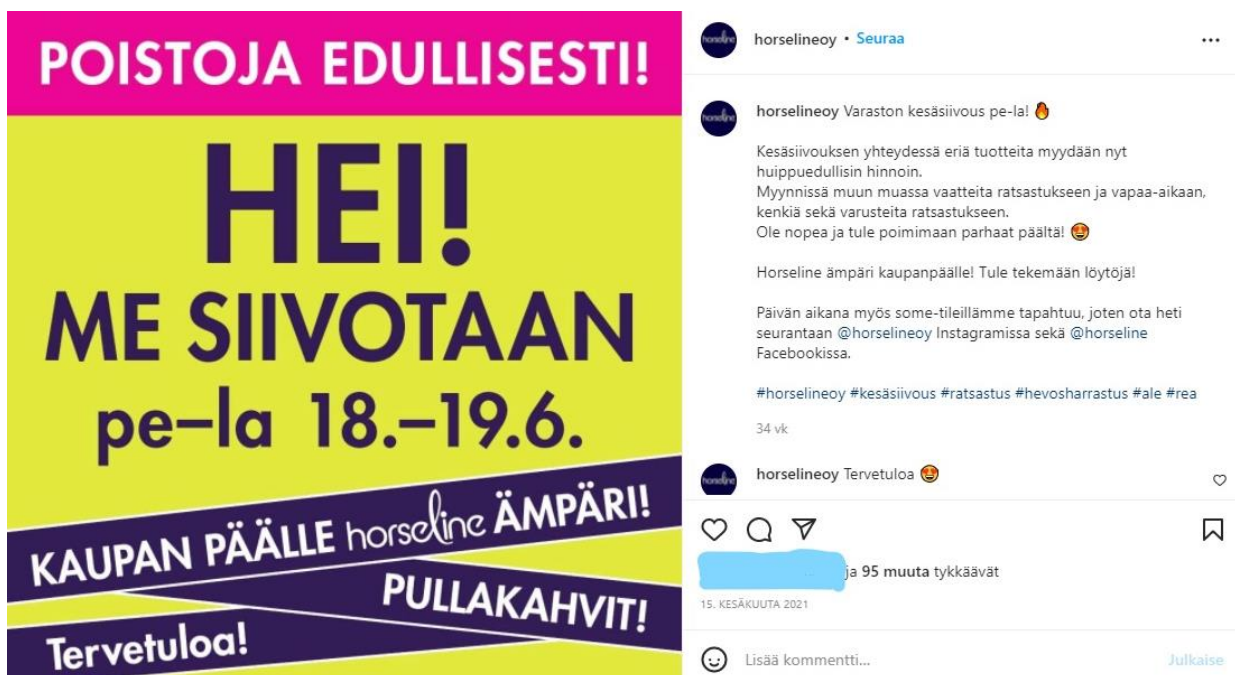 POISTOJA EDULLISESTI!
HEI!
ME SIIVOTAAN
pe–la 18.–19.6.
KAUPAN PÄÄLLE horseline ÄMPÄRI!
PULLAKAHVIT!
Tervetuloa!
horseline
horselineoy • Seuraa
horseline
horselineoy Varaston kesäsiivous pe-la! 🔥
Kesäsiivouksen yhteydessä eriä tuotteita myydään nyt
huippuedullisin hinnoin.
Myynnissä muun muassa vaatteita ratsastukseen ja vapaa-aikaan,
kenkiä sekä varusteita ratsastukseen.
Ole nopea ja tule poimimaan parhaat päältä! 🤩
Horseline ämpäri kaupanpäälle! Tule tekemään löytöjä!
Päivän aikana myös some-tileillämme tapahtuu, joten ota heti
seurantaan @horselineoy Instagramissa sekä @horseline
Facebookissa.
#horselineoy #kesäsiivous #ratsastus #hevosharrastus #ale #rea
34 vk
horseline
horselineoy Tervetuloa 🤩
ja 95 muuta tykkäävät
15. KESÄKUUTA 2021
Lisää kommentti... Julkaise